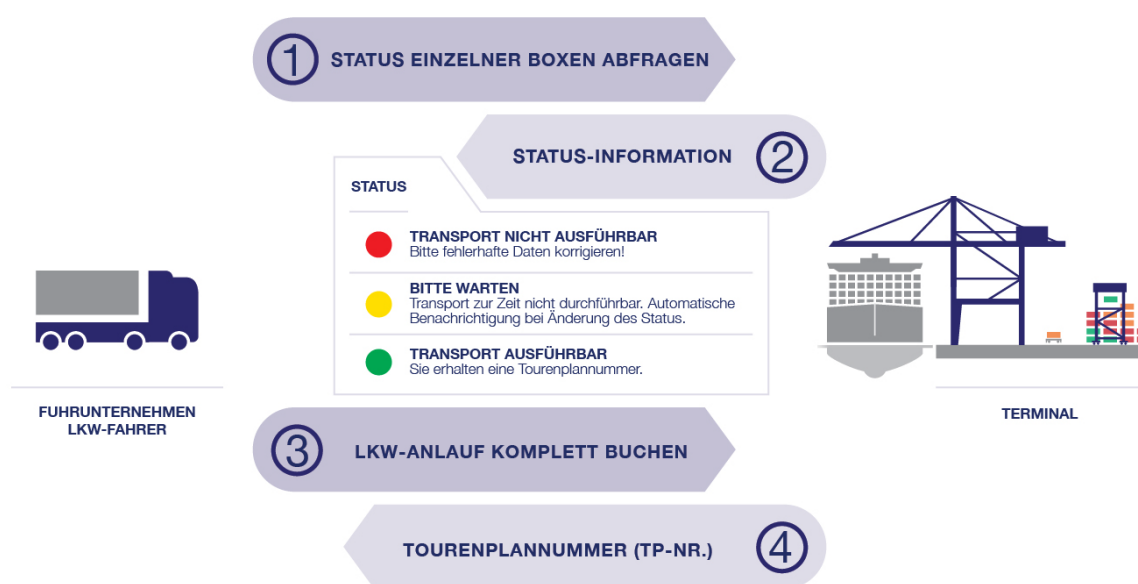 1 STATUS EINZELNER BOXEN ABFRAGEN
STATUS-INFORMATION 2
STATUS
TRANSPORT NICHT AUSFÜHRBAR
Bitte fehlerhafte Daten korrigieren!
BITTE WARTEN
Transport zur Zeit nicht durchführbar. Automatische
Benachrichtigung bei Änderung des Status.
TRANSPORT AUSFÜHRBAR
Sie erhalten eine Tourenplannummer.
FUHRUNTERNEHMEN
LKW-FAHRER
TERMINAL
3 LKW-ANLAUF KOMPLETT BUCHEN
TOURENPLANNUMMER (TP-NR.) 4